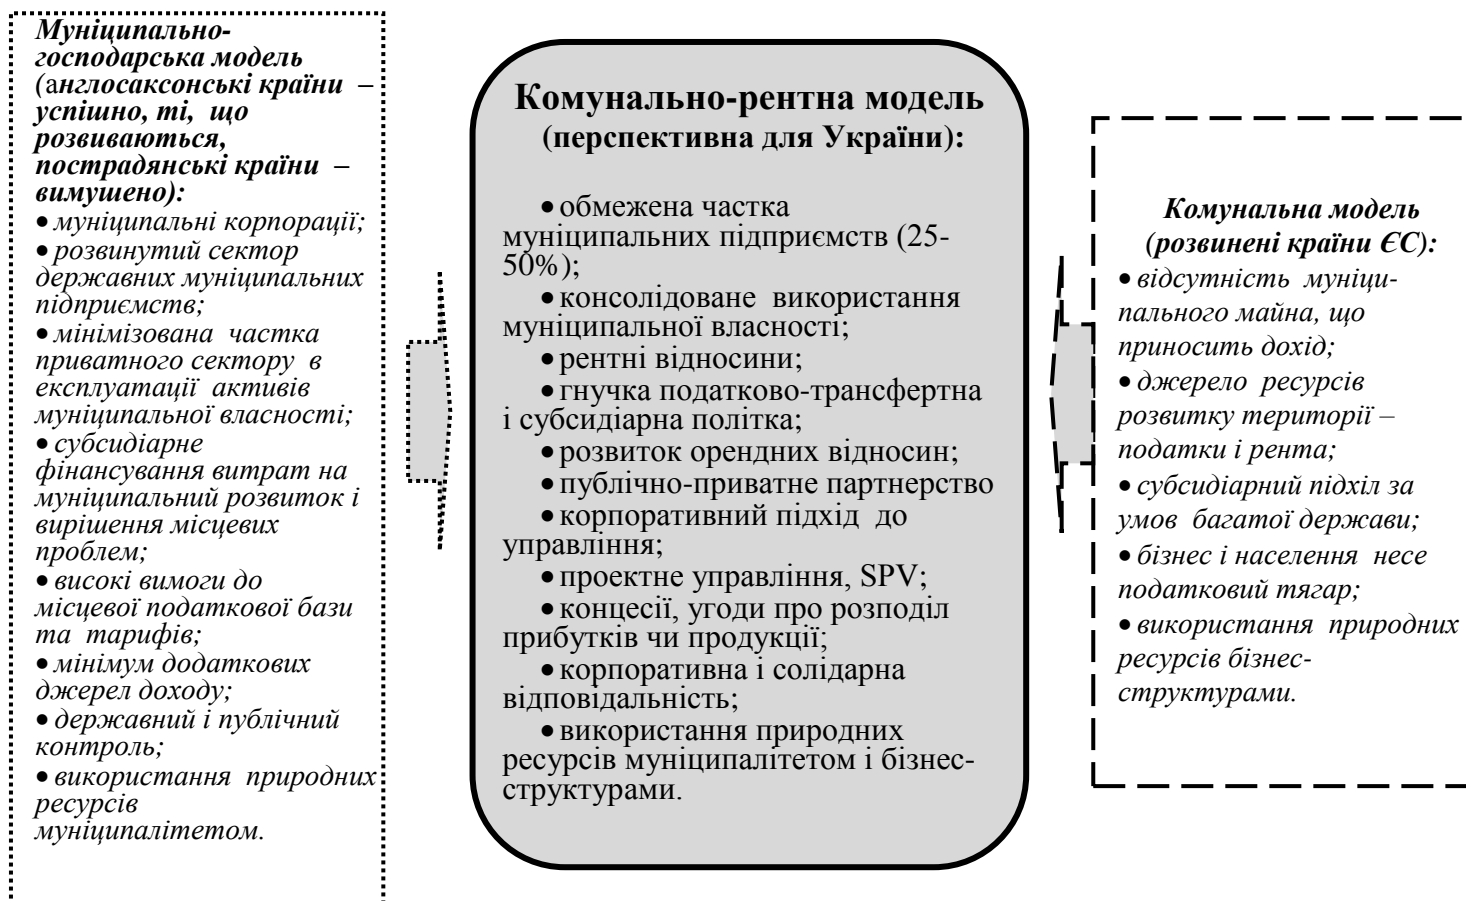 Муніципально-
господарська модель
(англосаксонські країни –
успішно, ті, що
розвиваються,
пострадянські країни –
вимушено):
• муніципальні корпорації;
• розвинутий сектор
державних муніципальних
підприємств;
• мінімізована частка
приватного сектору в
експлуатації активів
муніципальної власності;
• субсидіарне
фінансування витрат на
муніципальний розвиток і
вирішення місцевих
проблем;
• високі вимоги до
місцевої податкової бази
та тарифів;
• мінімум додаткових
джерел доходу;
• державний і публічний
контроль;
• використання природних
ресурсів
муніципалітетом.
Комунально-рентна модель
(перспективна для України):
• обмежена частка
муніципальних підприємств (25-
50%);
• консолідоване використання
муніципальної власності;
• рентні відносини;
• гнучка податково-трансфертна
і субсидіарна політка;
• розвиток орендних відносин;
• публічно-приватне партнерство
• корпоративний підхід до
управління;
• проектне управління, SPV;
• концесії, угоди про розподіл
прибутків чи продукції;
• корпоративна і солідарна
відповідальність;
• використання природних
ресурсів муніципалітетом і бізнес-
структурами.
Комунальна модель
(розвинені країни ЄС):
• відсутність муніци-
пального майна, що
приносить дохід;
• джерело ресурсів
розвитку території –
податки і рента;
• субсидіарний підхіл за
умов багатої держави;
• бізнес і населення несе
податковий тягар;
• використання природних
ресурсів бізнес-
структурами.